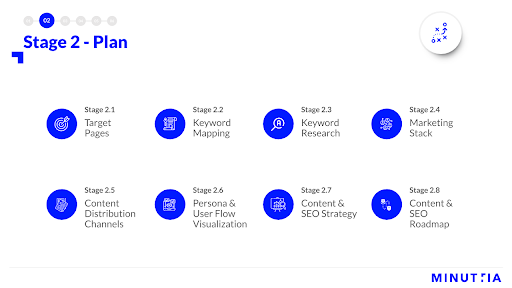 02
Stage 2 - Plan
Stage 2.1
Target
Pages
Stage 2.2
Keyword
Mapping
Stage 2.3
Keyword
Research
Stage 2.4
Marketing
Stack
Stage 2.5
Content
Distribution
Channels
Stage 2.6
Persona &
User Flow
Visualization
Stage 2.7
Content &
SEO Strategy
Stage 2.8
Content &
SEO
Roadmap
MINUTTIA